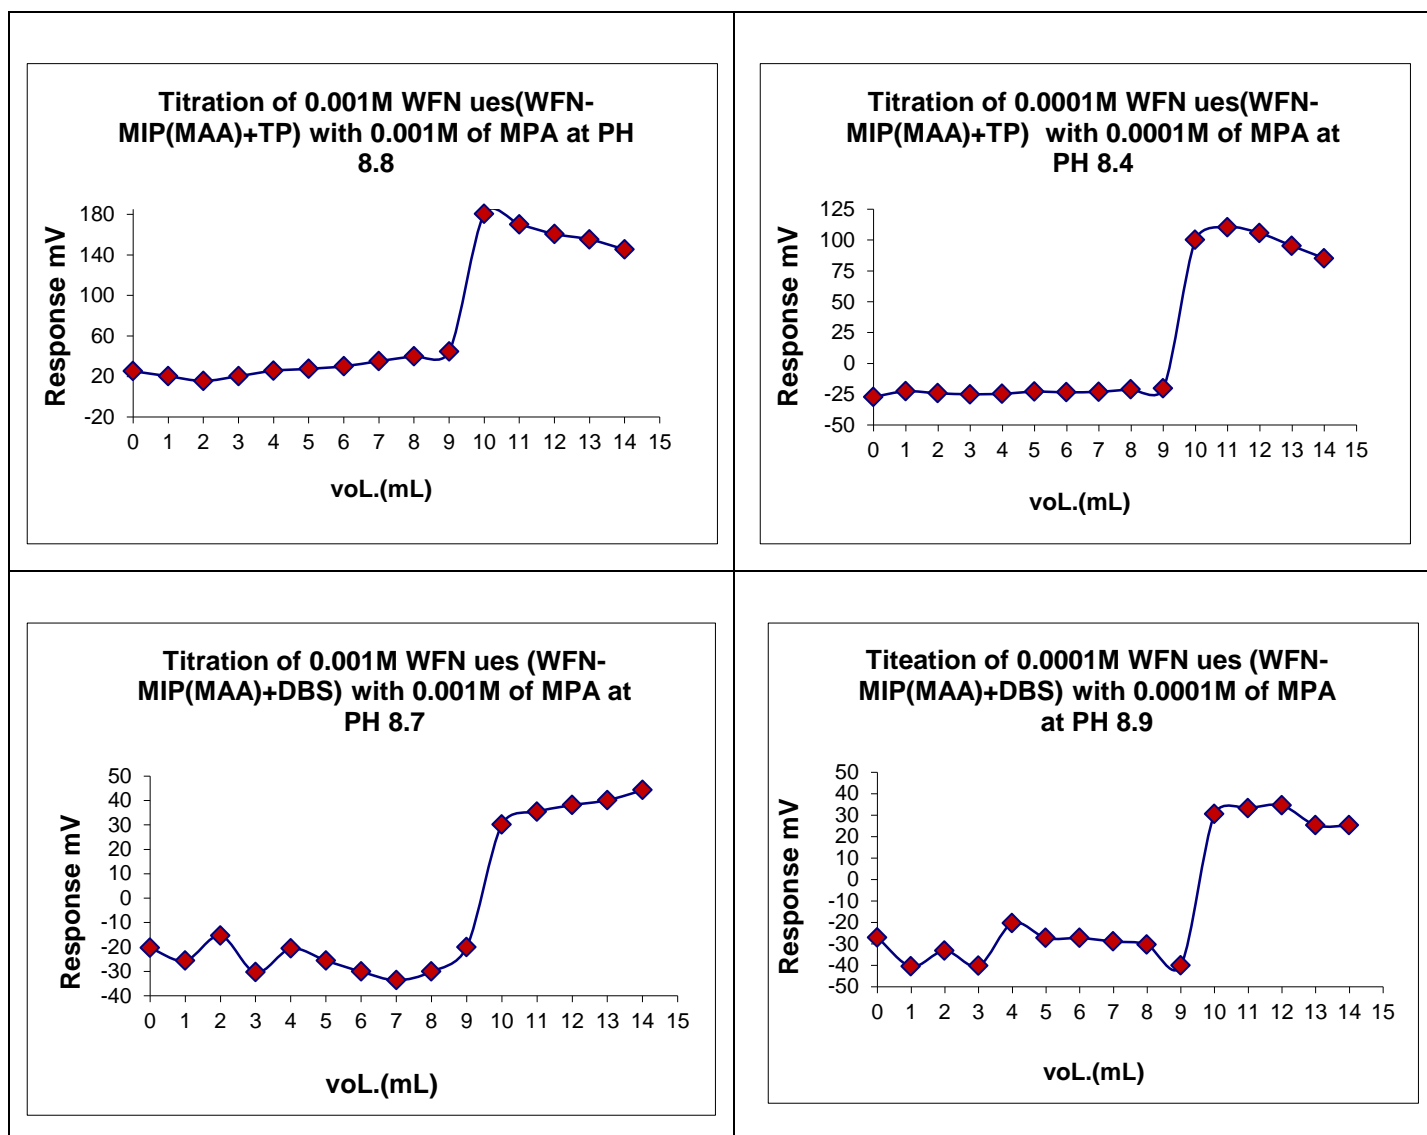 Titration of 0.001M WFN ues(WFN-
MIP(MAA)+TP) with 0.001M of MPA at PH
8.8
Response mV
180
140
100
60
20
-20
0 1 2 3 4 5 6 7 8 9 10 11 12 13 14 15
voL.(mL)
Titration of 0.0001M WFN ues(WFN-
MIP(MAA)+TP) with 0.0001M of MPA at
PH 8.4
Response mV
125
100
75
50
25
0
-25
-50
0 1 2 3 4 5 6 7 8 9 10 11 12 13 14 15
voL.(mL)
Titration of 0.001M WFN ues (WFN-
MIP(MAA)+DBS) with 0.001M of MPA at
PH 8.7
Response mV
50
40
30
20
10
0
-10
-20
-30
-40
0 1 2 3 4 5 6 7 8 9 10 11 12 13 14 15
voL.(mL)
Titeation of 0.0001M WFN ues (WFN-
MIP(MAA)+DBS) with 0.0001M of MPA
at PH 8.9
Response mV
50
40
30
20
10
0
-10
-20
-30
-40
-50
0 1 2 3 4 5 6 7 8 9 10 11 12 13 14 15
voL.(mL)